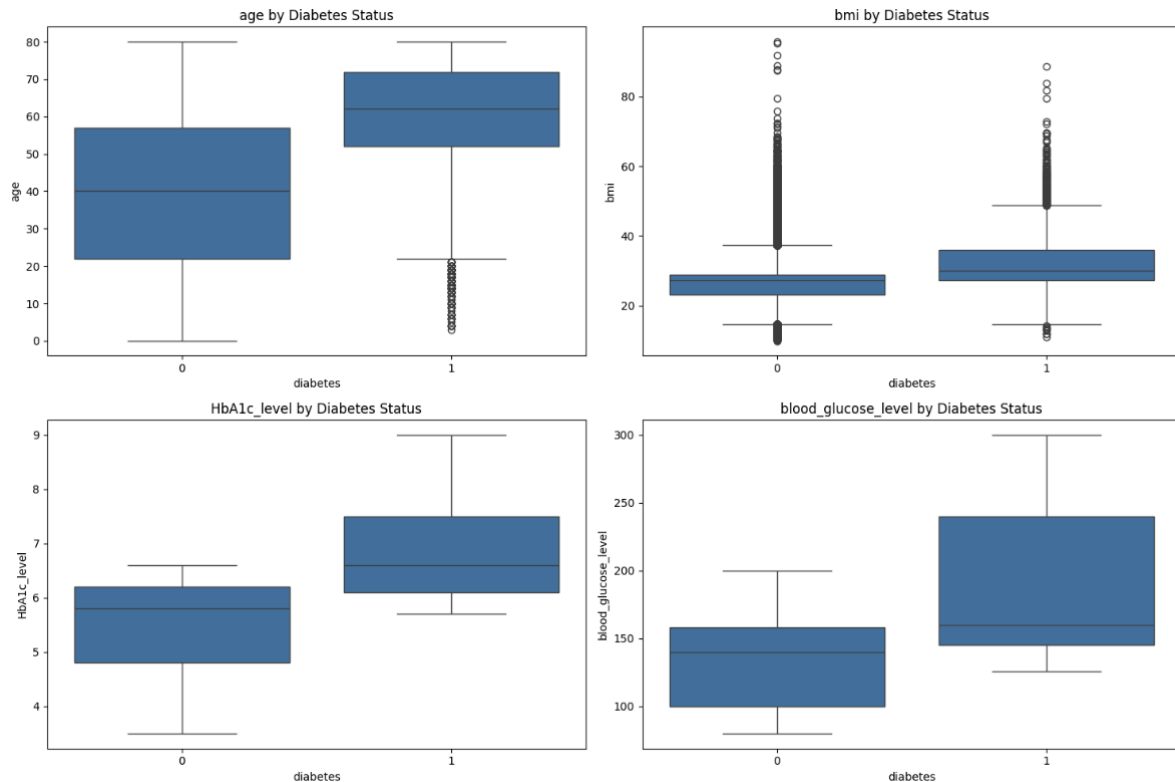 age by Diabetes Status
80
70
60
50
40
30
20
10
0
age
0
1
diabetes
bmi by Diabetes Status
80
60
40
20
bmi
0
1
diabetes
HbA1c_level by Diabetes Status
9
8
7
6
5
4
HbA1c_level
0
1
diabetes
blood_glucose_level by Diabetes Status
300
250
200
150
100
blood_glucose_level
0
1
diabetes